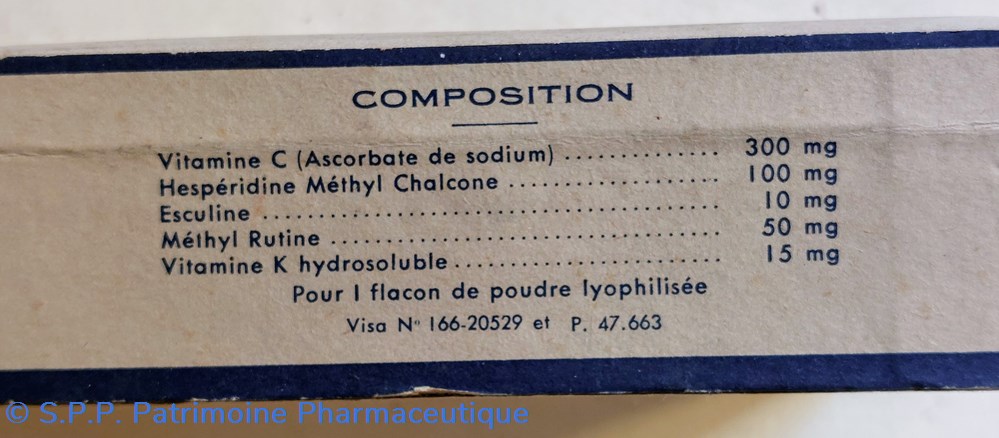 COMPOSITION
Vitamine C (Ascorbate de sodium) ............... 300 mg
Hespéridine Méthyl Chalcone .................... 100 mg
Esculine ........................................... 10 mg
Méthyl Rutine ..................................... 50 mg
Vitamine K hydrosoluble ......................... 15 mg
Pour 1 flacon de poudre lyophilisée
Visa N° 166-20529 et P. 47.663
© S.P.P. Patrimoine Pharmaceutique